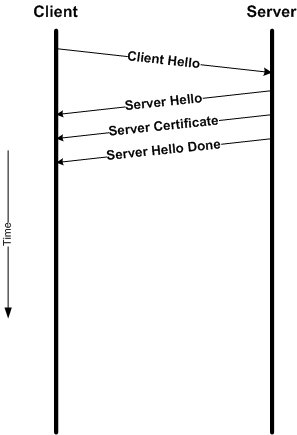 Client
Server
Client Hello
Server Hello
Server Certificate
Server Hello Done
Time